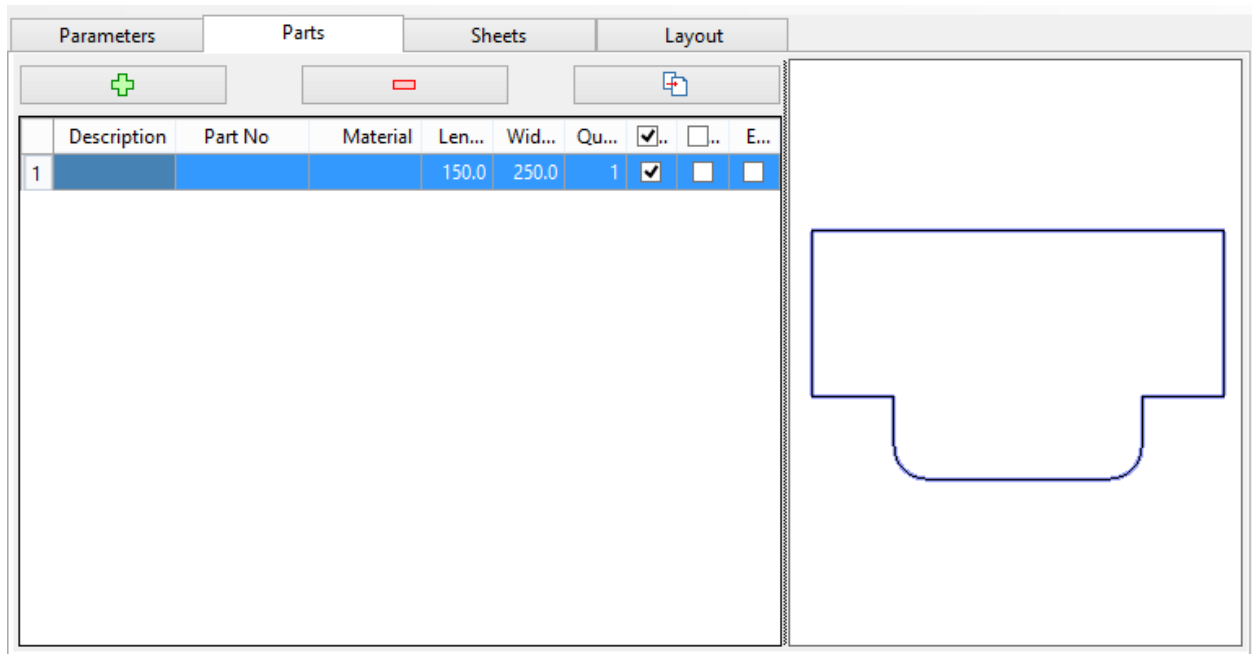 Parameters Parts Sheets Layout
Description Part No Material Len... Wid... Qu... .. .. E...
1 150.0 250.0 1